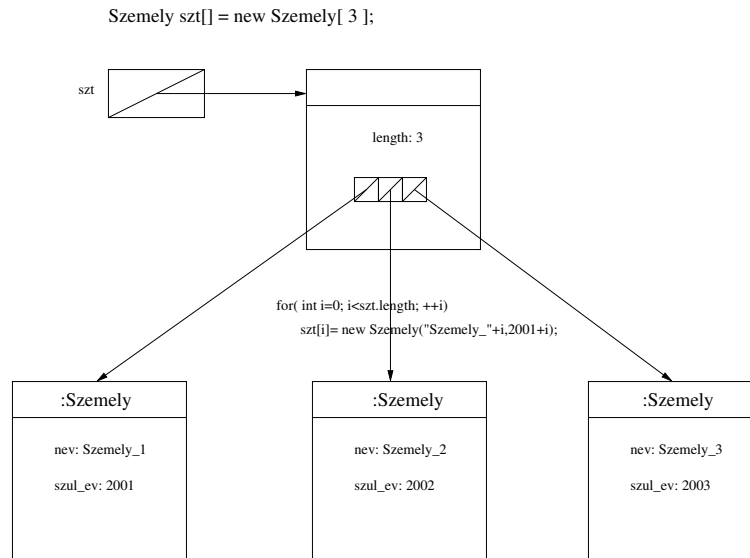 Szemely szt[] = new Szemely[ 3 ];
szt
length: 3
for( int i=0; i<szt.length; ++i)
szt[i]= new Szemely("Szemely_"+i,2001+i);
:Szemely
nev: Szemely_1
szul_ev: 2001
:Szemely
nev: Szemely_2
szul_ev: 2002
:Szemely
nev: Szemely_3
szul_ev: 2003